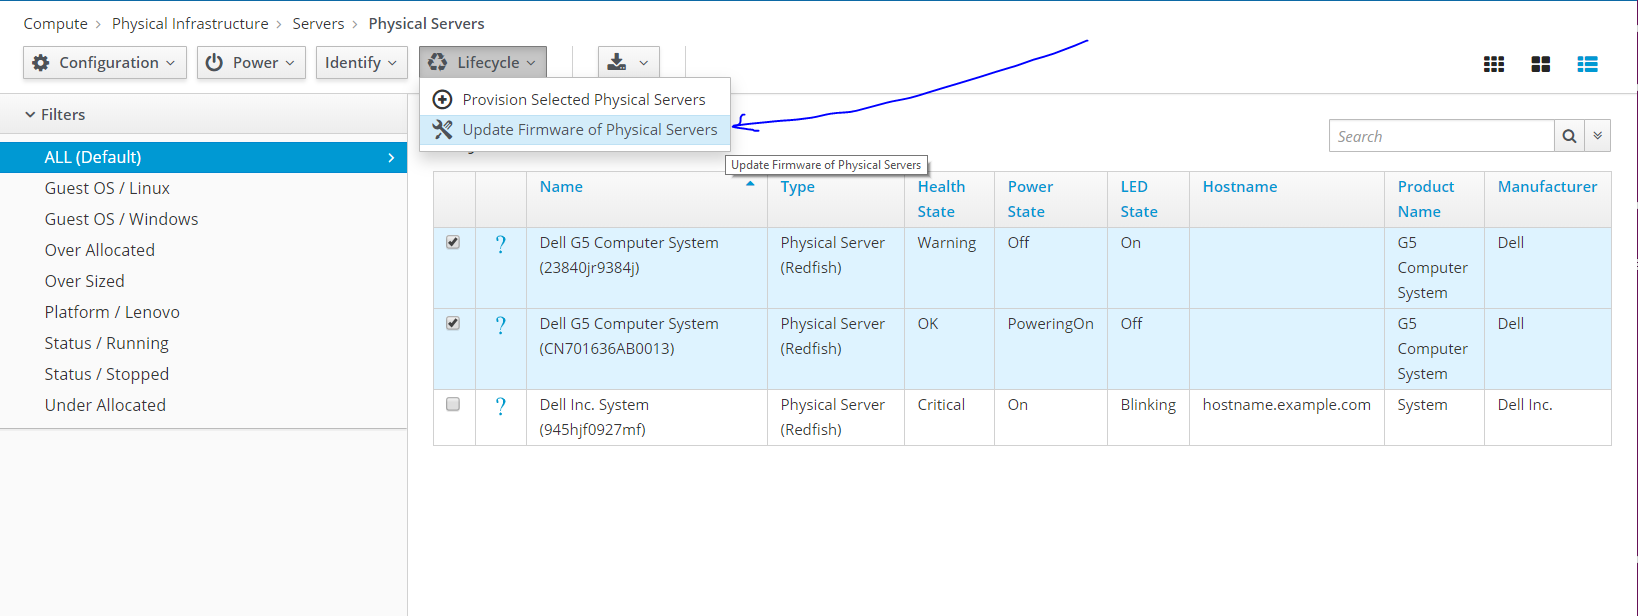 Compute > Physical Infrastructure > Servers > Physical Servers
Configuration Power Identify Lifecycle
Provision Selected Physical Servers
Update Firmware of Physical Servers
Update Firmware of Physical Servers
Search
Filters
ALL (Default)
Guest OS / Linux
Guest OS / Windows
Over Allocated
Over Sized
Platform / Lenovo
Status / Running
Status / Stopped
Under Allocated
Name Type Health State Power State LED State Hostname Product Name Manufacturer
? Dell G5 Computer System (23840jr9384j) Physical Server (Redfish) Warning Off On G5 Computer System Dell
? Dell G5 Computer System (CN701636AB0013) Physical Server (Redfish) OK PoweringOn Off G5 Computer System Dell
? Dell Inc. System (945hjf0927mf) Physical Server (Redfish) Critical On Blinking hostname.example.com System Dell Inc.